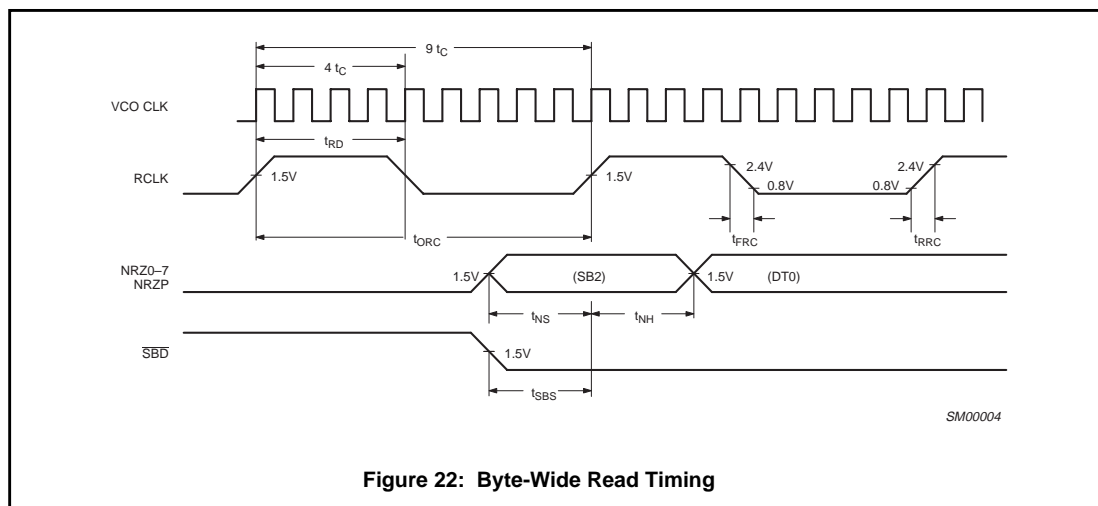 9 tC
4 tC
VCO CLK
tRD
RCLK
1.5V
1.5V
2.4V
0.8V
2.4V
0.8V
tORC
tFRC
tRRC
NRZ0–7
NRZP
1.5V
(SB2)
1.5V
(DT0)
tNS
tNH
SBD
1.5V
tSBS
SM00004
Figure 22: Byte-Wide Read Timing